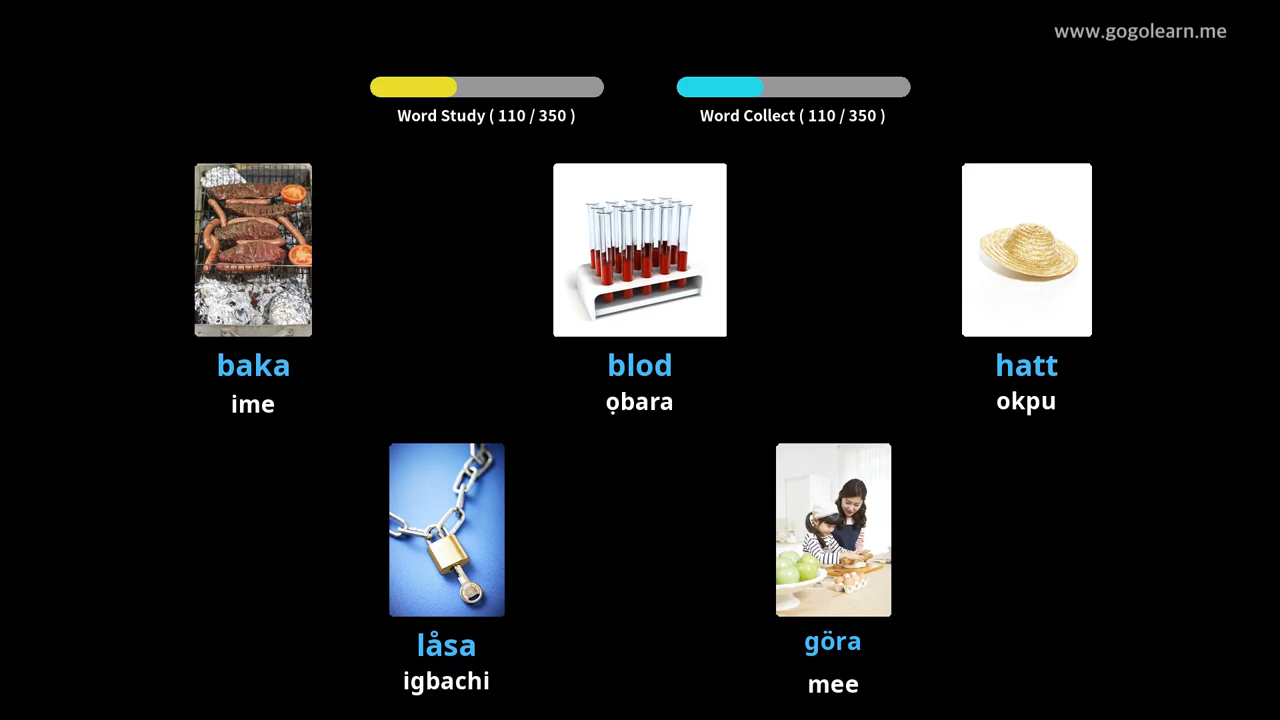 www.gogolearn.me
Word Study ( 110 / 350 )
Word Collect ( 110 / 350 )
baka
ime
blod
ọbara
hatt
okpu
låsa
igbachi
göra
mee